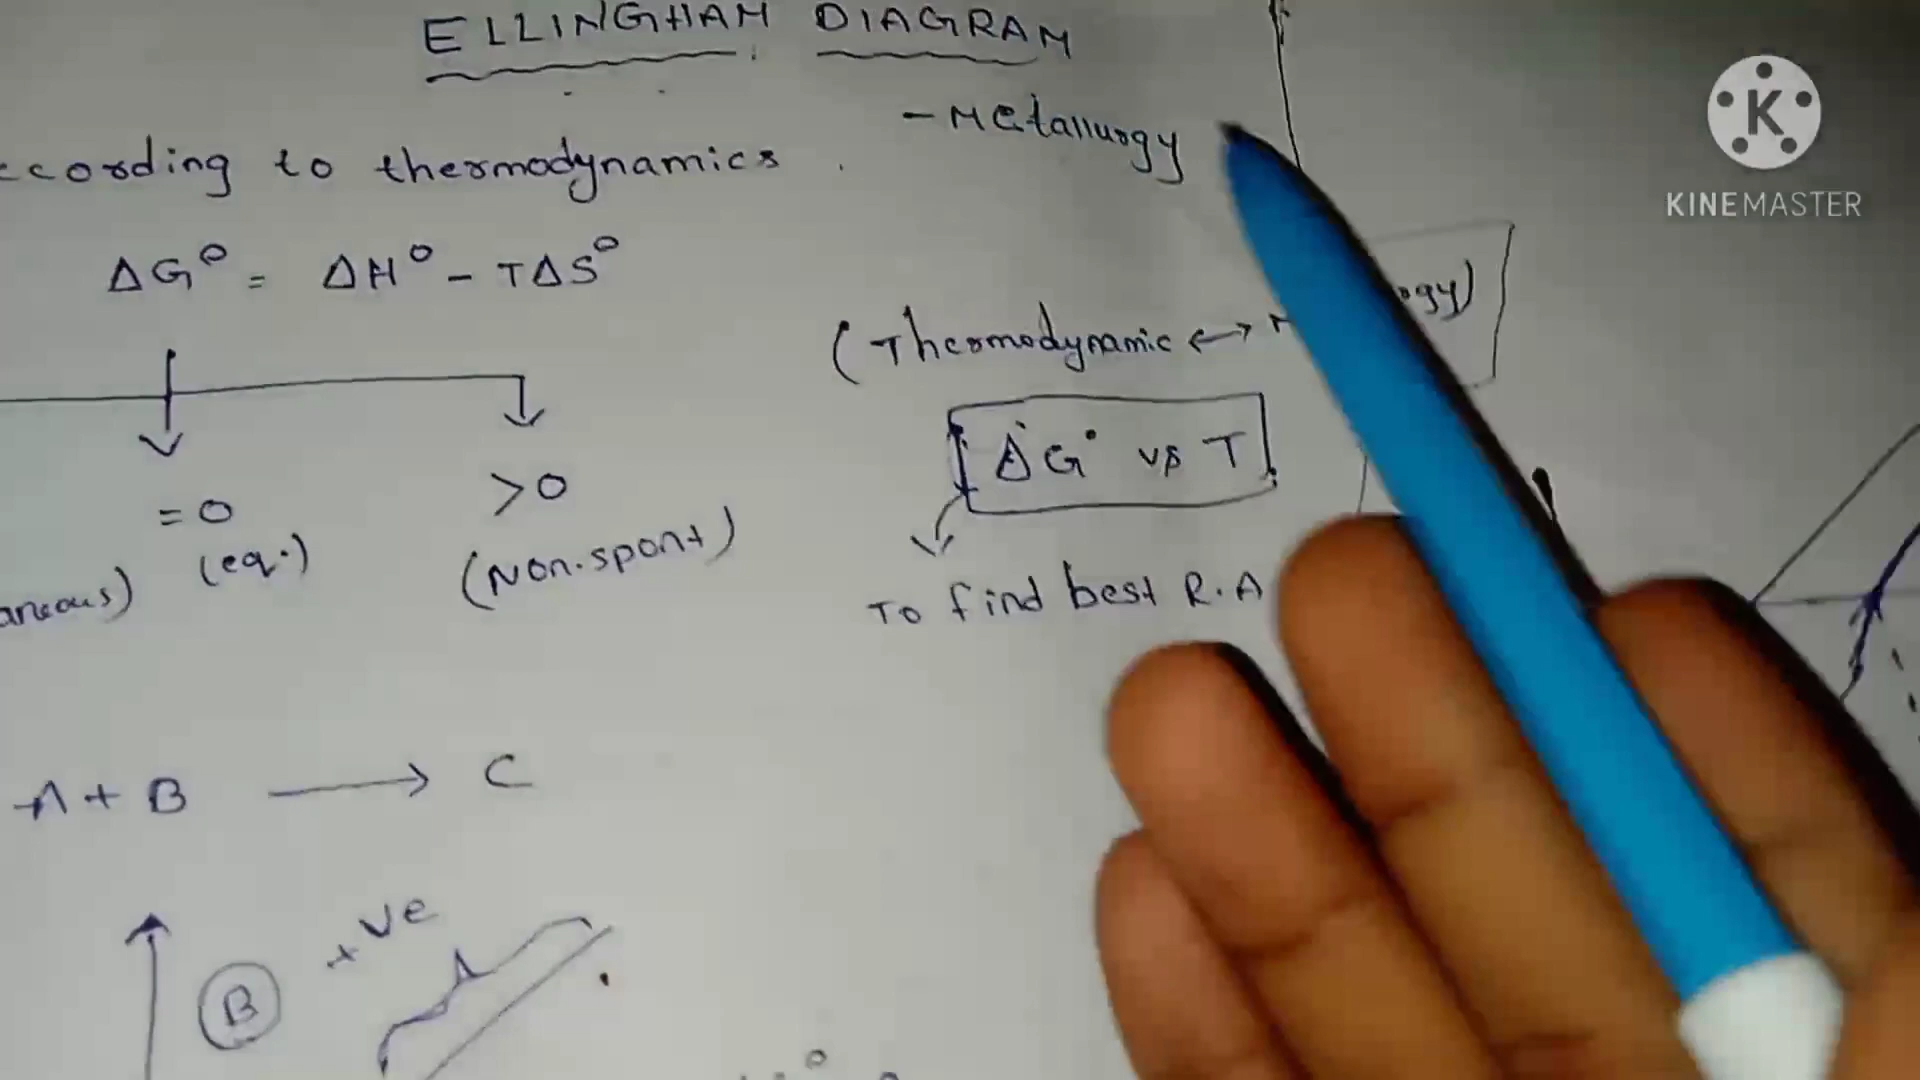 ELLINGHAM DIAGRAM
- Metallurgy
ccording to thermodynamics.
ΔG° = ΔH° - TΔS°
(Thermodynamic ↔ ogy)
ΔG° vs T
= 0
(eq.)
> 0
(Non.spont)
aneous)
To find best R.A
A + B ⟶ C
+ve
B
K
KINEMASTER